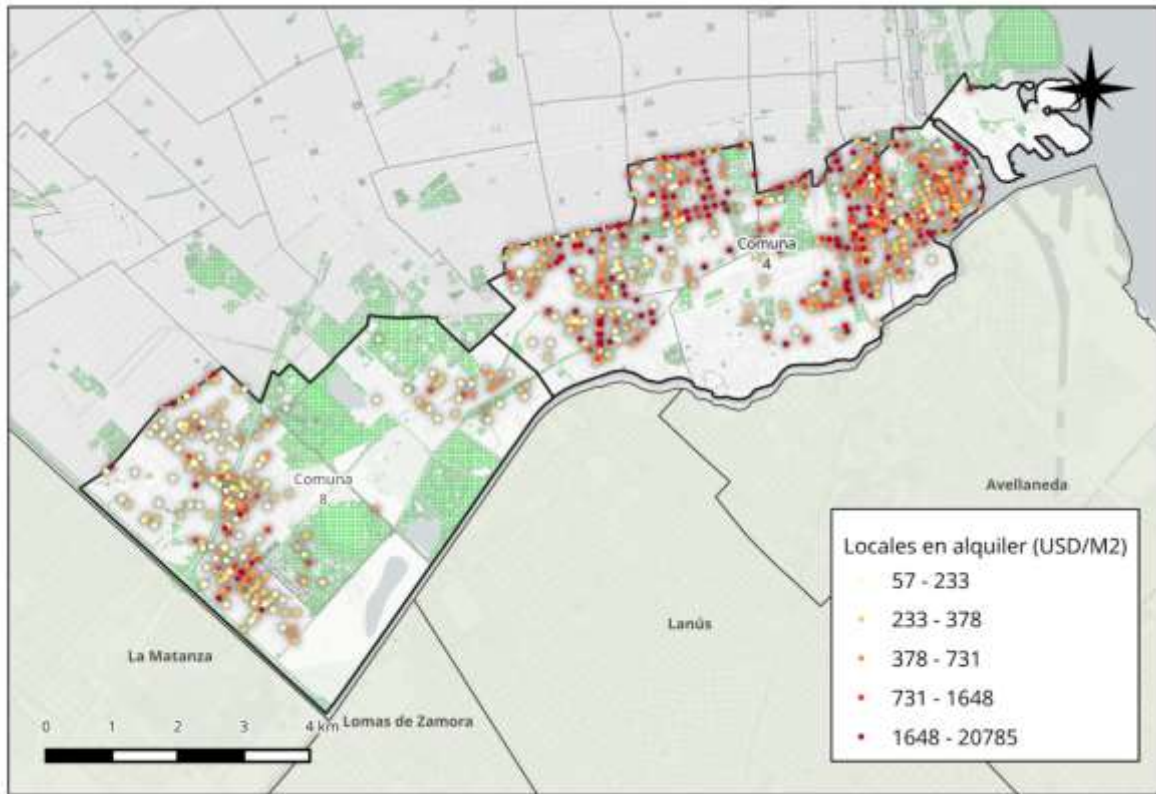 Comuna
4
Comuna
8
Avellaneda
Lanús
La Matanza
Lomas de Zamora
0 1 2 3 4 km
Locales en alquiler (USD/M2)
57 - 233
233 - 378
378 - 731
731 - 1648
1648 - 20785